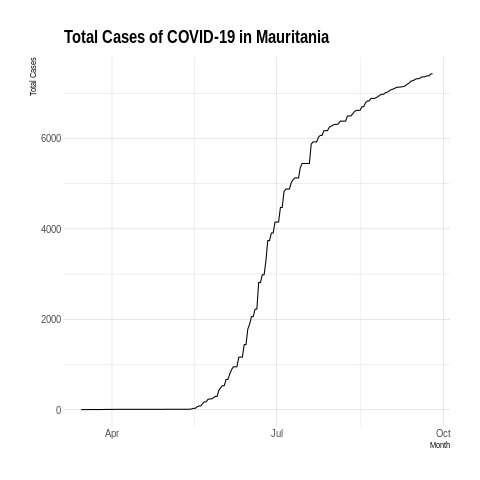 Total Cases of COVID-19 in Mauritania
Total Cases
6000
4000
2000
0
Apr
Jul
Oct
Month